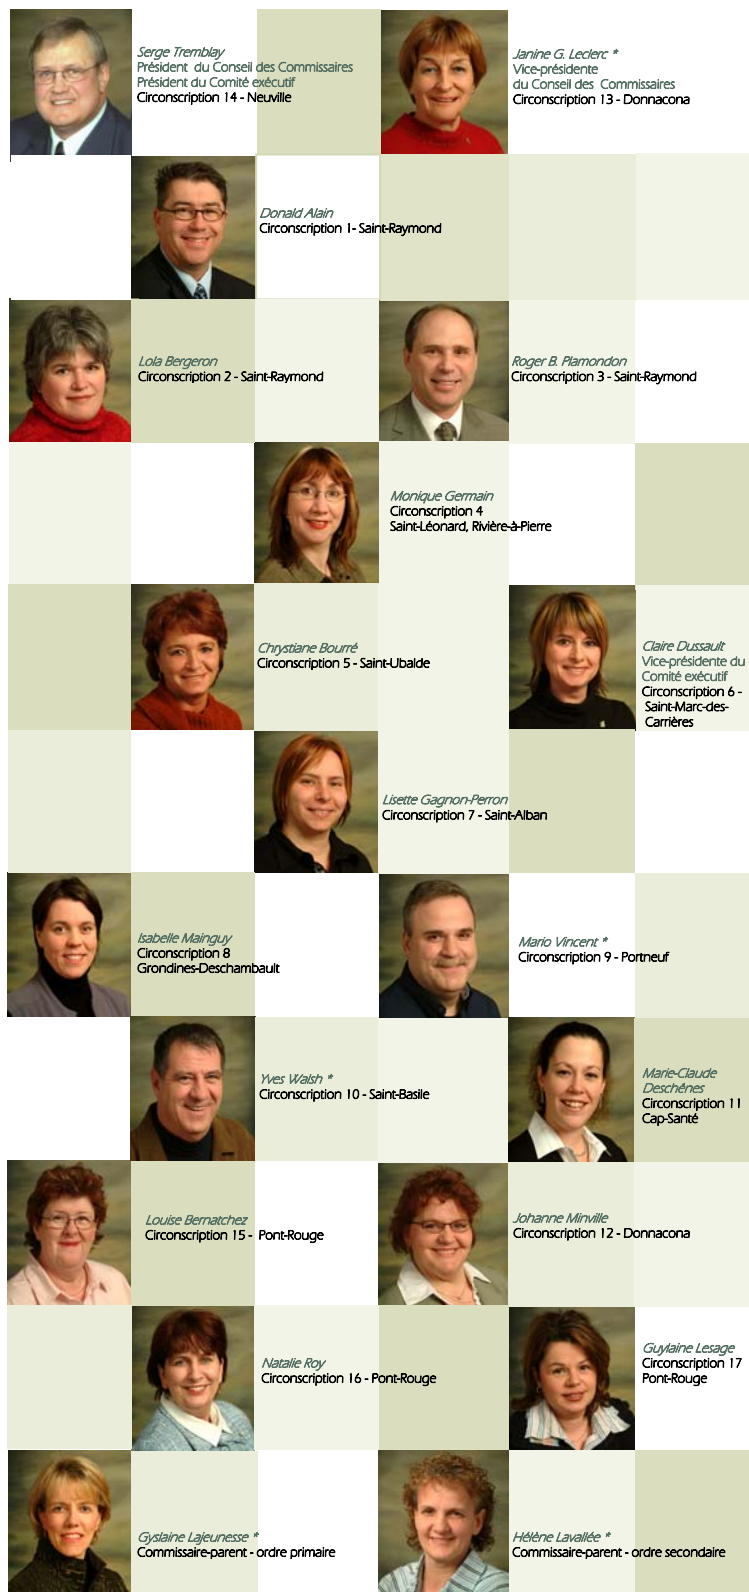 Serge Tremblay
Président du Conseil des Commissaires
Président du Comité exécutif
Circonscription 14 - Neuville
Janine G. Leclerc *
Vice-présidente
du Conseil des Commissaires
Circonscription 13 - Donnacona
Donald Alain
Circonscription 1- Saint-Raymond
Lola Bergeron
Circonscription 2 - Saint-Raymond
Roger B. Plamondon
Circonscription 3 - Saint-Raymond
Monique Germain
Circonscription 4
Saint-Léonard, Rivière-à-Pierre
Chrystiane Bourré
Circonscription 5 - Saint-Ubalde
Claire Dussault
Vice-présidente du
Comité exécutif
Circonscription 6 -
Saint-Marc-des-
Carrières
Lisette Gagnon-Perron
Circonscription 7 - Saint-Alban
Isabelle Mainguy
Circonscription 8
Grondines-Deschambault
Mario Vincent *
Circonscription 9 - Portneuf
Yves Walsh *
Circonscription 10 - Saint-Basile
Marie-Claude
Deschênes
Circonscription 11
Cap-Santé
Louise Bernatchez
Circonscription 15 - Pont-Rouge
Johanne Minville
Circonscription 12 - Donnacona
Natalie Roy
Circonscription 16 - Pont-Rouge
Guylaine Lesage
Circonscription 17
Pont-Rouge
Gyslaine Lajeunesse *
Commissaire-parent - ordre primaire
Hélène Lavallée *
Commissaire-parent - ordre secondaire